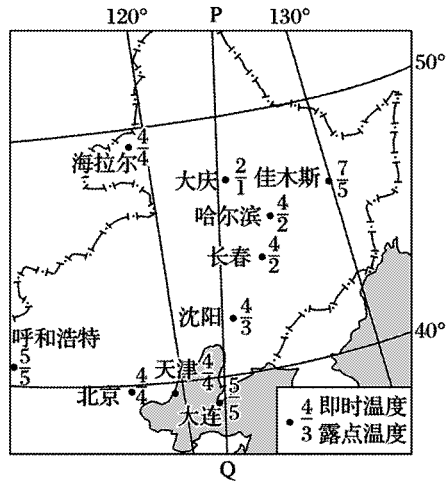 120° P 130°
50°
海拉尔 4/4
大庆 2/1 佳木斯 7/5
哈尔滨 4/2
长春 4/2
沈阳 4/3
40°
呼和浩特 5/5
天津 4/4
北京 4/4
大连 5/5
4/3 即时温度
露点温度
Q